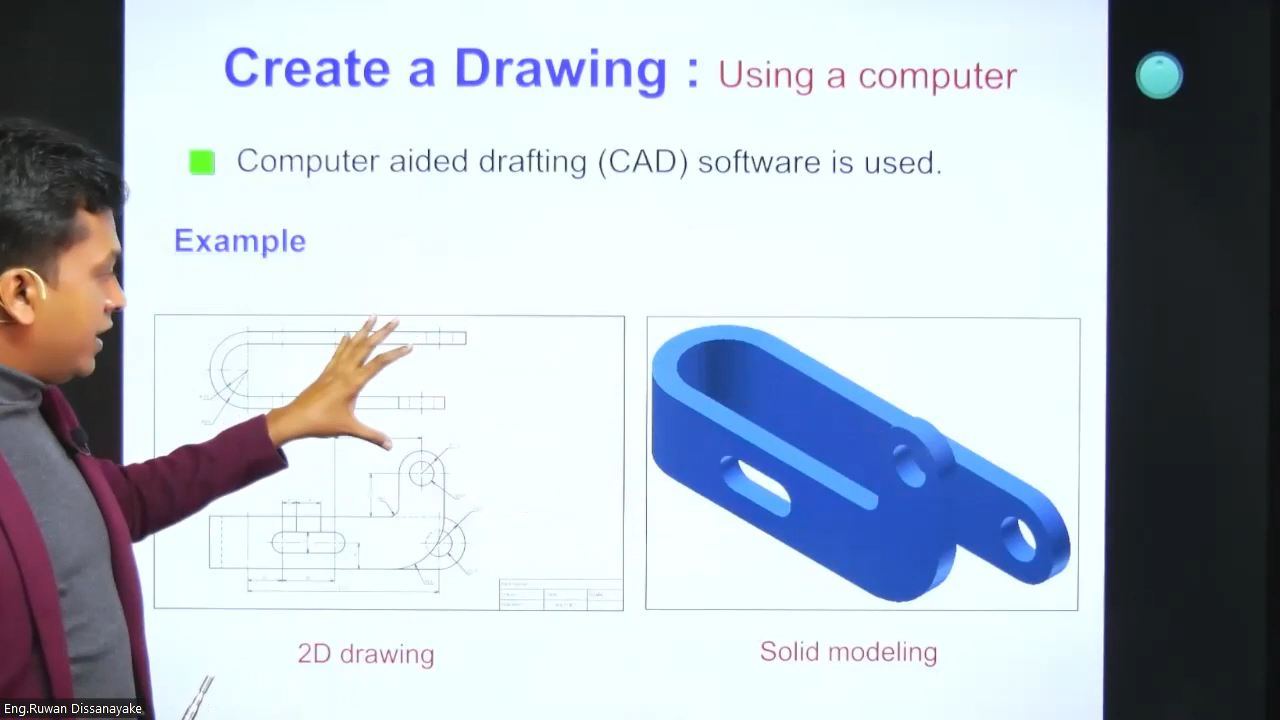 Create a Drawing : Using a computer
Computer aided drafting (CAD) software is used.
Example
2D drawing
Solid modeling
Eng.Ruwan Dissanayake